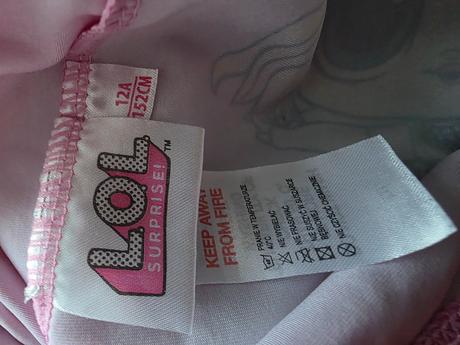 12A
152CM
LOL
SURPRISE!™
KEEP AWAY
FROM FIRE
PRANIE W TEMPERATURZE
40°C
NIE WYBIELAĆ
NIE PRASOWAĆ
NIE SUSZYĆ W SUSZARCE
BĘBNOWEJ
NIE CZYŚCIĆ CHEMICZNIE